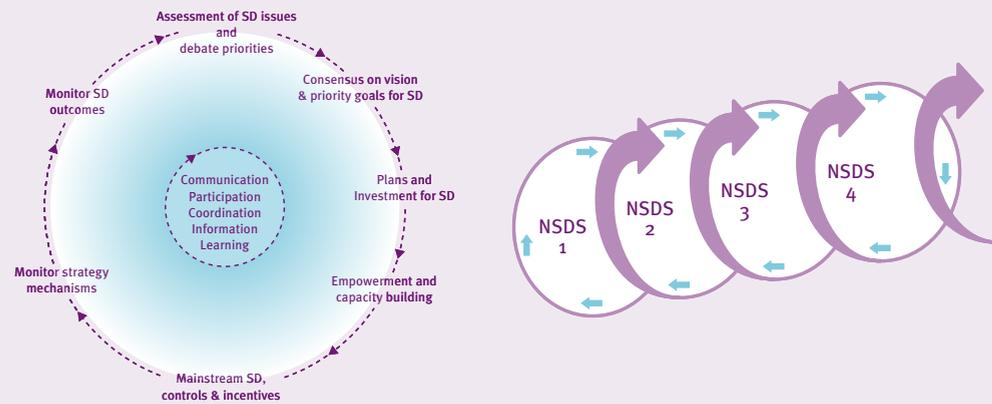 Assessment of SD issues
and
debate priorities
Consensus on vision
& priority goals for SD
Plans and
Investment for SD
Empowerment and
capacity building
Mainstream SD,
controls & incentives
Monitor strategy
mechanisms
Monitor SD
outcomes
Communication
Participation
Coordination
Information
Learning
NSDS
1
NSDS
2
NSDS
3
NSDS
4